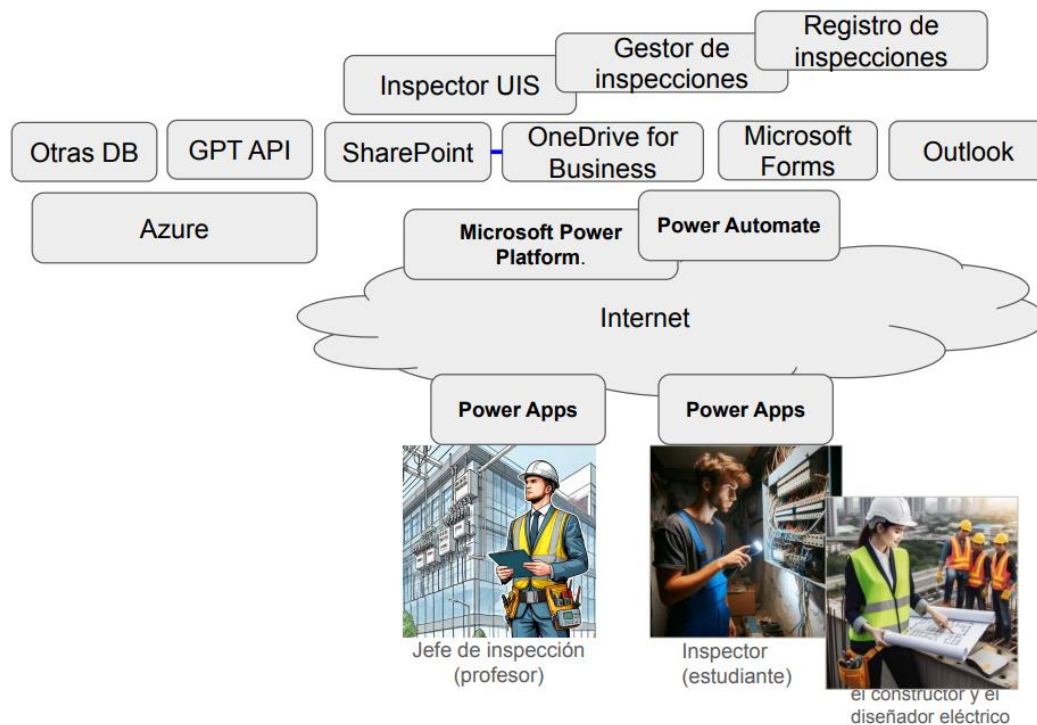 Registro de
inspecciones
Gestor de
inspecciones
Inspector UIS
Otras DB
GPT API
SharePoint
OneDrive for
Business
Microsoft
Forms
Outlook
Azure
Microsoft Power
Platform.
Power Automate
Internet
Power Apps
Power Apps
Jefe de inspección
(profesor)
Inspector
(estudiante)
el constructor y el
diseñador eléctrico